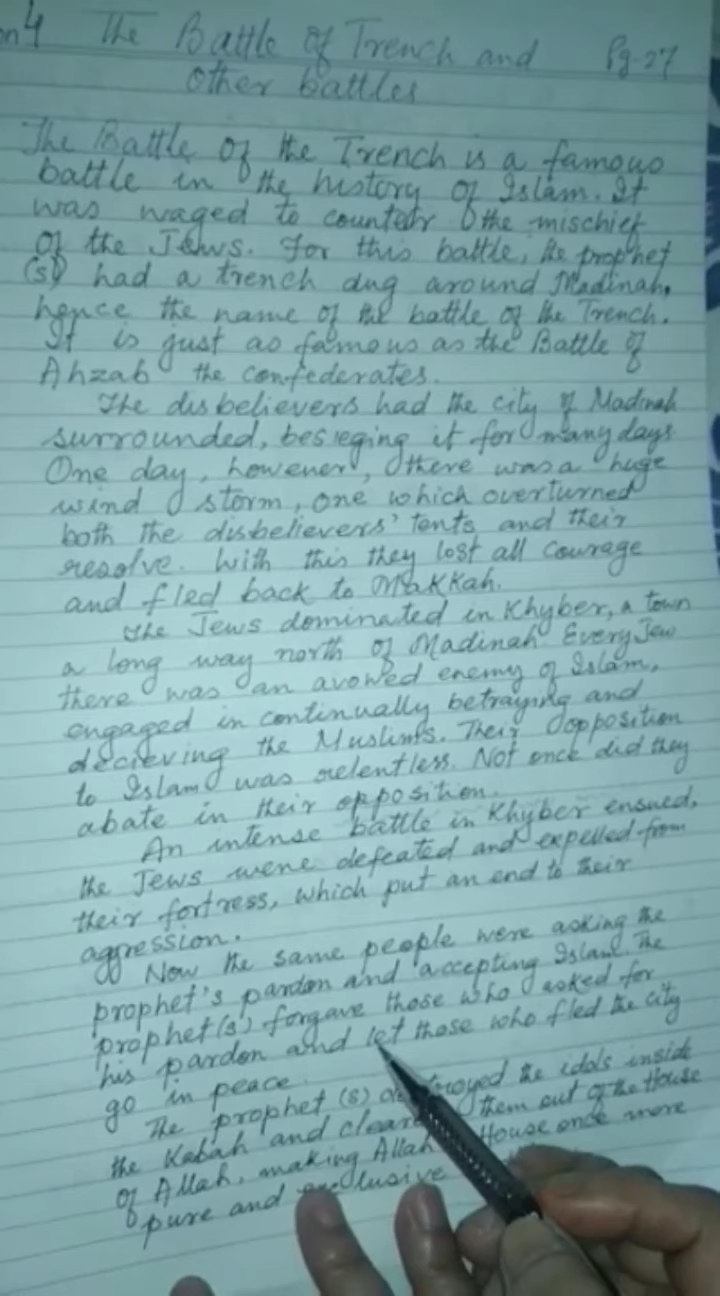 on 4 The Battle of Trench and Pg-27
other battles
The Battle of the Trench is a famous
battle in the history of Islam. It
was waged to counter the mischief
of the Jews. For this battle, the prophet
(s) had a trench dug around Madinah,
hence the name of the battle of the Trench.
It is just as famous as the Battle of
Ahzab the confederates.
The disbelievers had the city of Madinah
surrounded, besieging it for many days
One day, however, there was a huge
wind storm, one which overturned
both the disbelievers' tents and their
resolve. With this they lost all courage
and fled back to Makkah.
The Jews dominated in Khyber, a town
a long way north of Madinah Every Jew
there was an avowed enemy of Islam,
engaged in continually betraying and
decieving the Muslims. Their opposition
to Islam was relentless. Not once did they
abate in their opposition.
An intense battle in Khyber ensued,
the Jews were defeated and expelled from
their fortress, which put an end to their
aggression.
Now the same people were asking the
prophet's pardon and accepting Islam. The
prophet (s) forgave those who asked for
his pardon and let those who fled the city
go in peace.
The prophet (s) destroyed the idols inside
the Kabah and clear them out of the House
of Allah, making Allah House once more
pure and exclusive